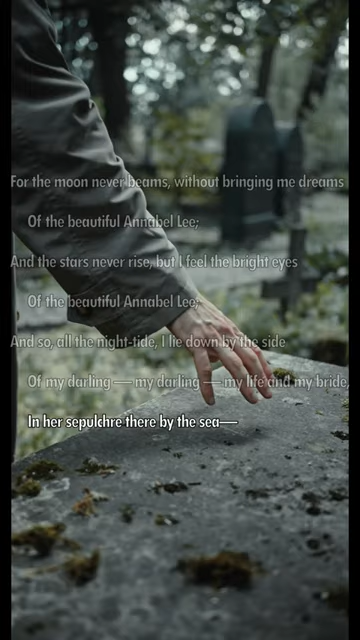 For the moon never beams, without bringing me dreams
Of the beautiful Annabel Lee;
And the stars never rise, but I feel the bright eyes
Of the beautiful Annabel Lee;
And so, all the night-tide, I lie down by the side
Of my darling — my darling — my life and my bride,
In her sepulchre there by the sea—